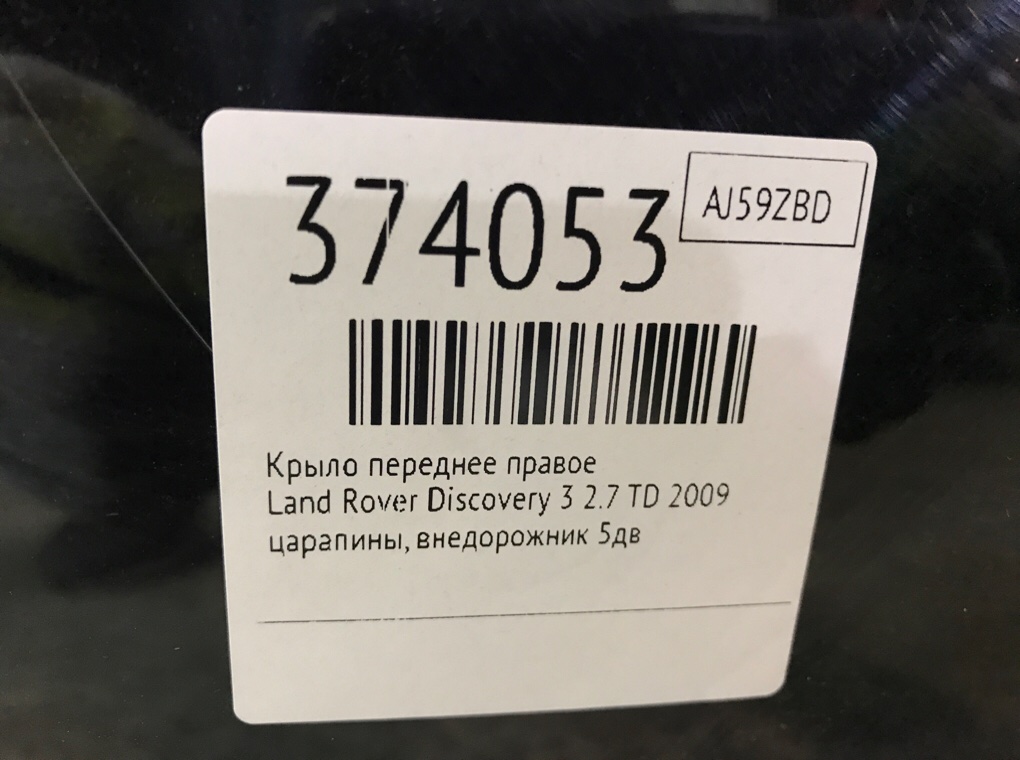 374053
AJ59ZBD
Крыло переднее правое
Land Rover Discovery 3 2.7 TD 2009
царапины, внедорожник 5дв